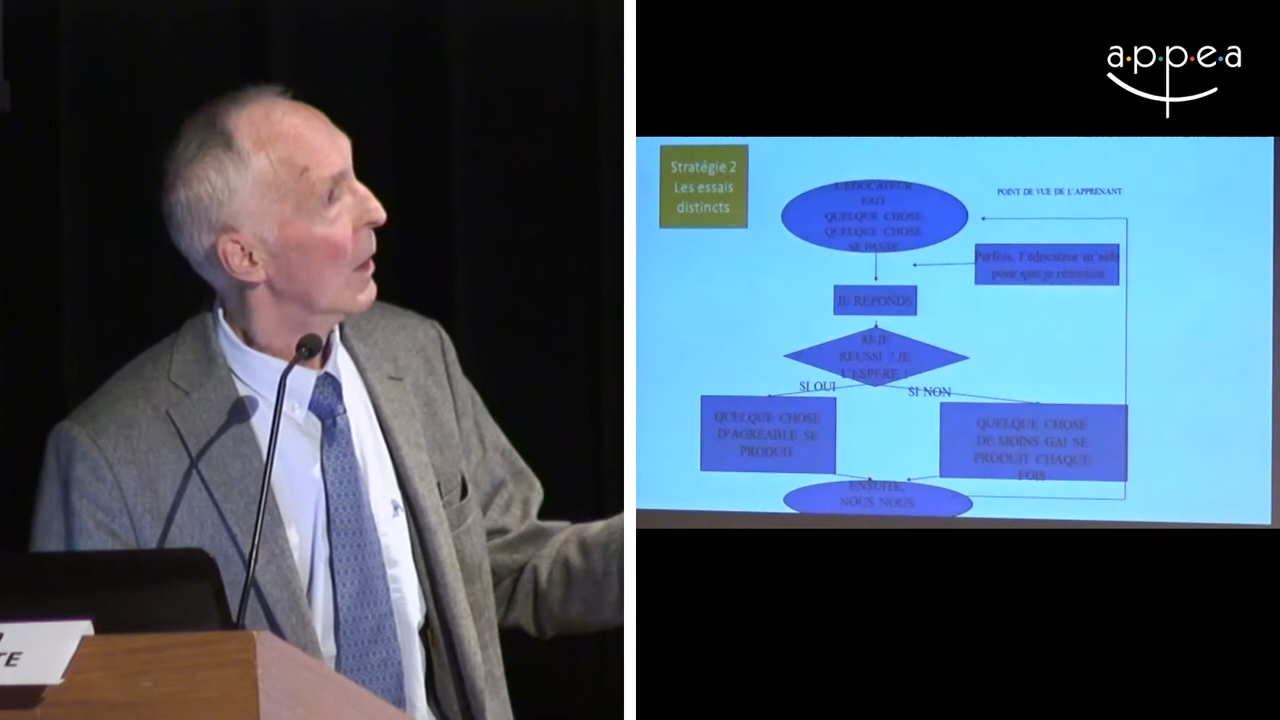 a·p·p·e·a
Stratégie 2
Les essais
distincts
L'ÉDUCATEUR
FAIT
QUELQUE CHOSE
QUELQUE CHOSE
SE PASSE
POINT DE VUE DE L'APPRENANT
Parfois, l'éducateur m'aide
pour que je réussisse
JE RÉPONDS
AI-JE
RÉUSSI ? JE
L'ESPÈRE !
SI OUI
SI NON
QUELQUE CHOSE
D'AGRÉABLE SE
PRODUIT
QUELQUE CHOSE
DE MOINS GAI SE
PRODUIT CHAQUE
FOIS
ENSUITE,
NOUS NOUS
TE